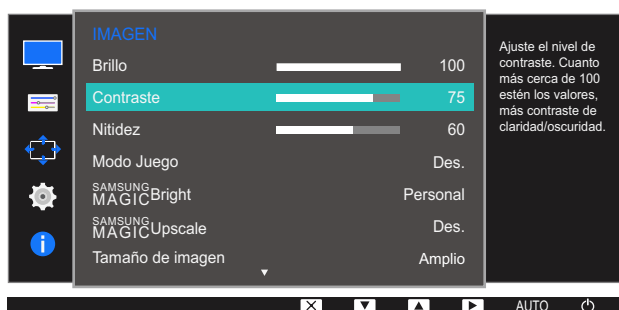 IMAGEN
Brillo 100
Contraste 75
Nitidez 60
Modo Juego Des.
SAMSUNG MAGIC Bright Personal
SAMSUNG MAGIC Upscale Des.
Tamaño de imagen Amplio
Ajuste el nivel de
contraste. Cuanto
más cerca de 100
estén los valores,
más contraste de
claridad/oscuridad.
AUTO